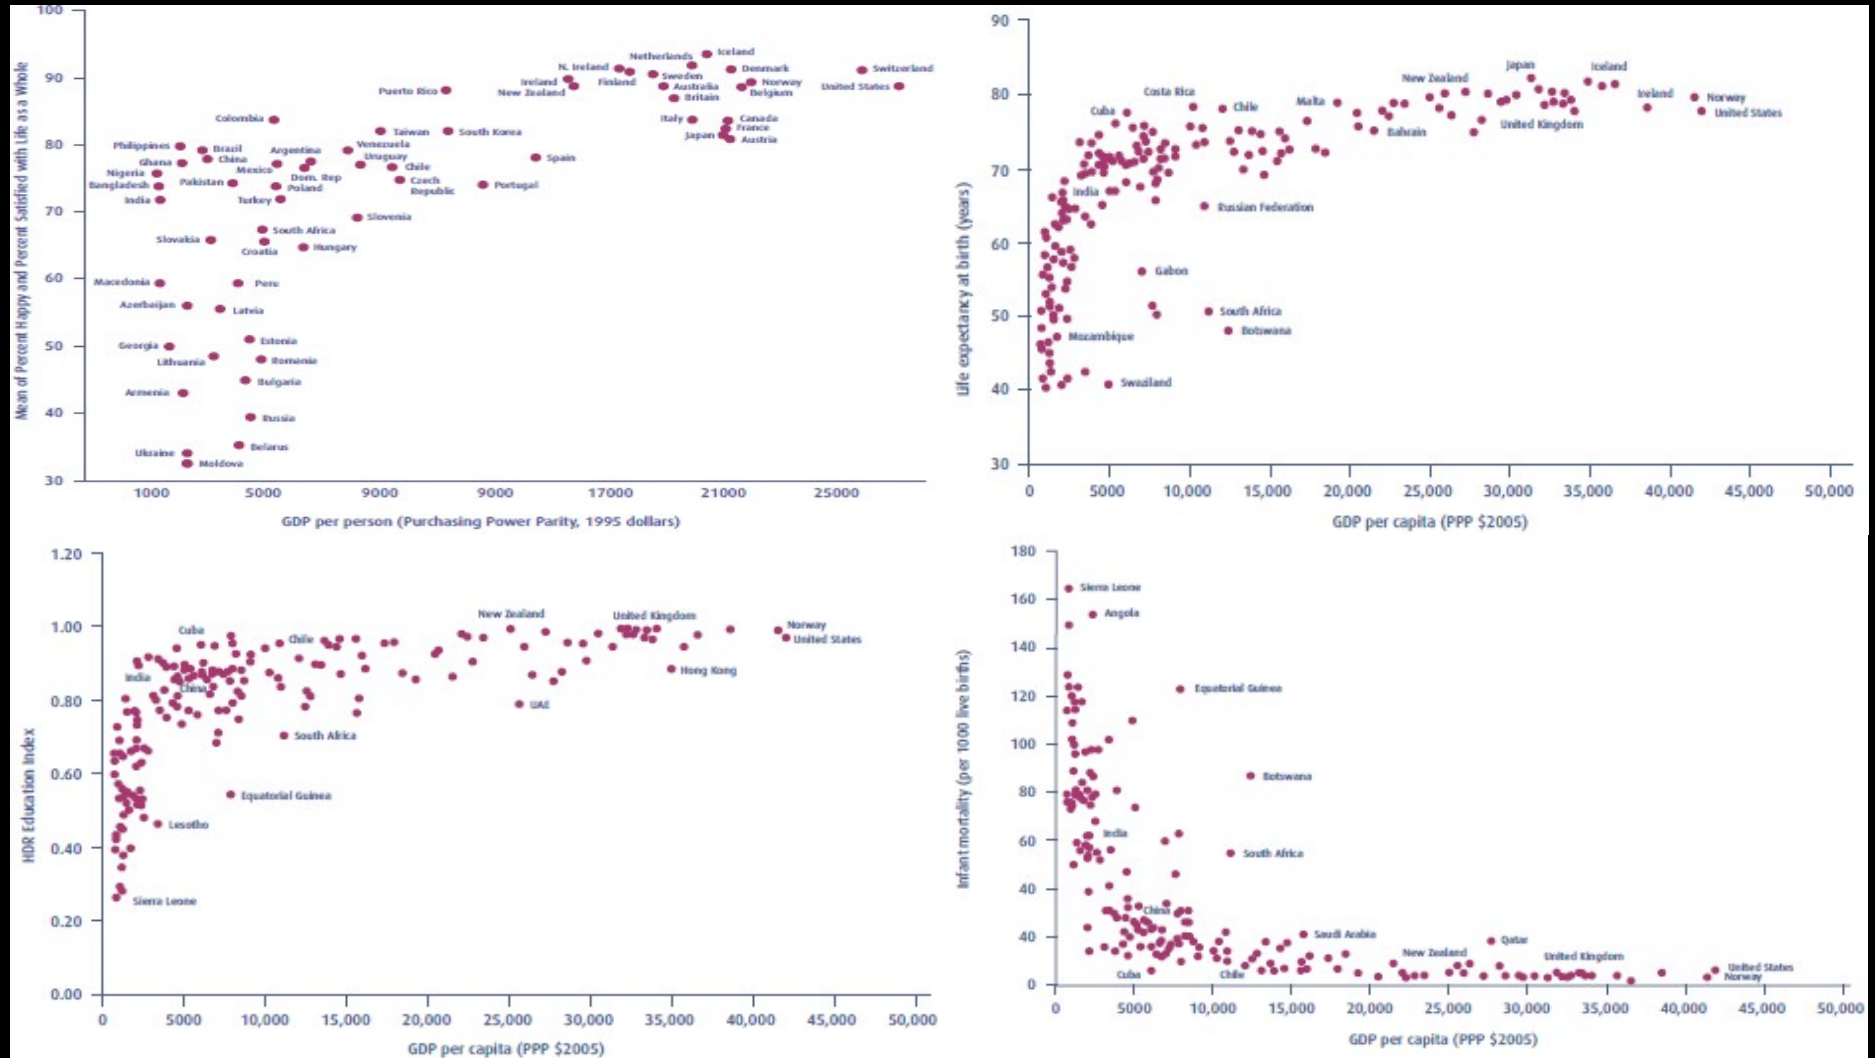 Mean of Percent Happy and Percent Satisfied with Life as a Whole
100
90
80
70
60
50
40
30
Iceland
Netherlands
N. Ireland
Denmark
Switzerland
Ireland
Finland
Sweden
Norway
New Zealand
Australia
Belgium
United States
Puerto Rico
Britain
Colombia
Italy
Canada
Taiwan
South Korea
France
Japan
Austria
Philippines
Brazil
Argentina
Venezuela
Ghana
China
Uruguay
Spain
Mexico
Chile
Nigeria
Dom. Rep
Bangladesh
Pakistan
Poland
Czech
Republic
Portugal
India
Turkey
Slovenia
South Africa
Slovakia
Croatia
Hungary
Macedonia
Peru
Azerbaijan
Latvia
Georgia
Estonia
Lithuania
Romania
Bulgaria
Armenia
Russia
Belarus
Ukraine
Moldova
1000 5000 9000 9000 17000 21000 25000
GDP per person (Purchasing Power Parity, 1995 dollars)
Life expectancy at birth (years)
90
80
70
60
50
40
30
Japan
Iceland
New Zealand
Costa Rica
Ireland
Norway
Malta
Cuba
Chile
United States
United Kingdom
Bahrain
India
Russian Federation
Gabon
South Africa
Botswana
Mozambique
Swaziland
0 5000 10,000 15,000 20,000 25,000 30,000 35,000 40,000 45,000 50,000
GDP per capita (PPP $2005)
HDR Education Index
1.20
1.00
0.80
0.60
0.40
0.20
0.00
New Zealand
United Kingdom
Norway
Cuba
Chile
United States
Hong Kong
India
China
UAE
South Africa
Equatorial Guinea
Lesotho
Sierra Leone
0 5000 10,000 15,000 20,000 25,000 30,000 35,000 40,000 45,000 50,000
GDP per capita (PPP $2005)
Infant mortality (per 1000 live births)
180
160
140
120
100
80
60
40
40
0
Sierra Leone
Angola
Equatorial Guinea
Botswana
India
South Africa
China
Saudi Arabia
Qatar
New Zealand
United Kingdom
Cuba
Chile
United States
Norway
0 5000 10,000 15,000 20,000 25,000 30,000 35,000 40,000 45,000 50,000
GDP per capita (PPP $2005)